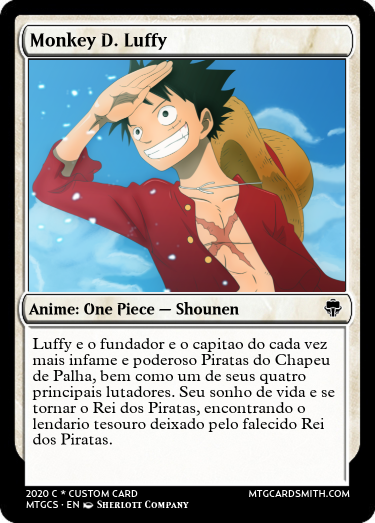 Monkey D. Luffy
Anime: One Piece — Shounen
Luffy e o fundador e o capitao do cada vez
mais infame e poderoso Piratas do Chapeu
de Palha, bem como um de seus quatro
principais lutadores. Seu sonho de vida e se
tornar o Rei dos Piratas, encontrando o
lendario tesouro deixado pelo falecido Rei
dos Piratas.
2020 C * CUSTOM CARD
MTGCARDSMITH.COM
MTGCS · EN SHERLOTT COMPANY